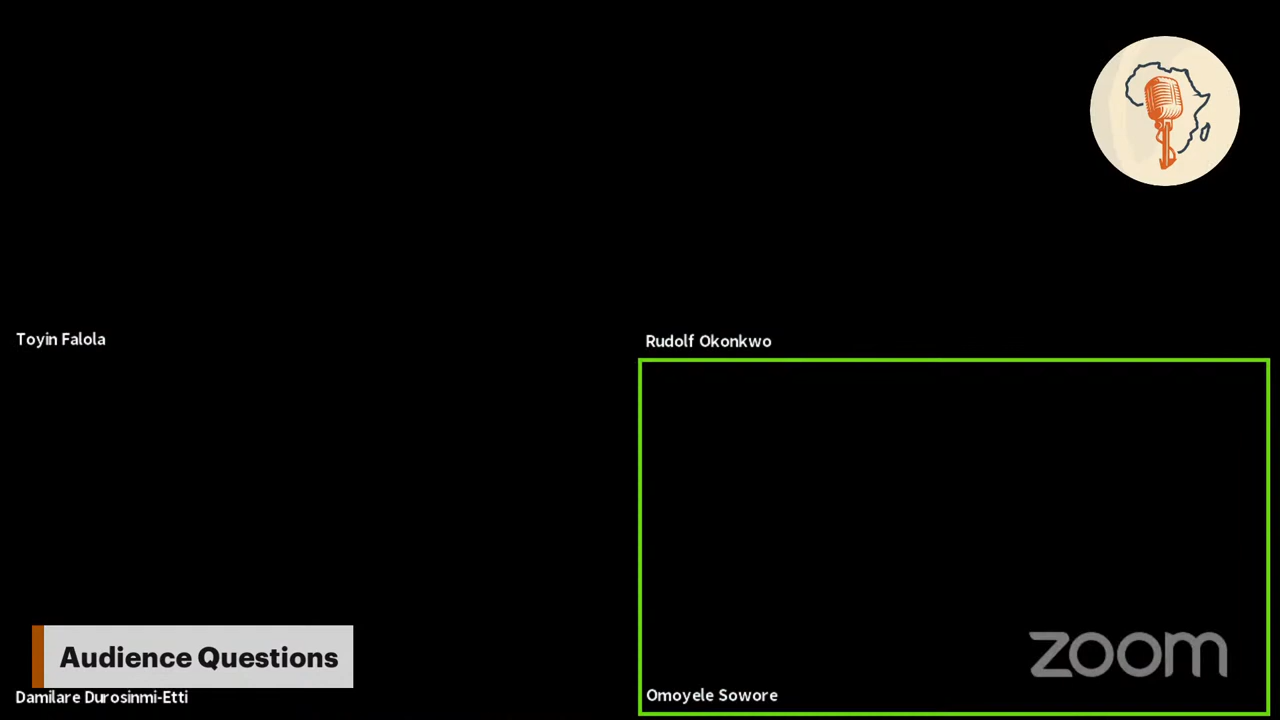 Toyin Falola
Rudolf Okonkwo
Audience Questions
Damilare Durosinmi-Etti
Omoyele Sowore
zoom